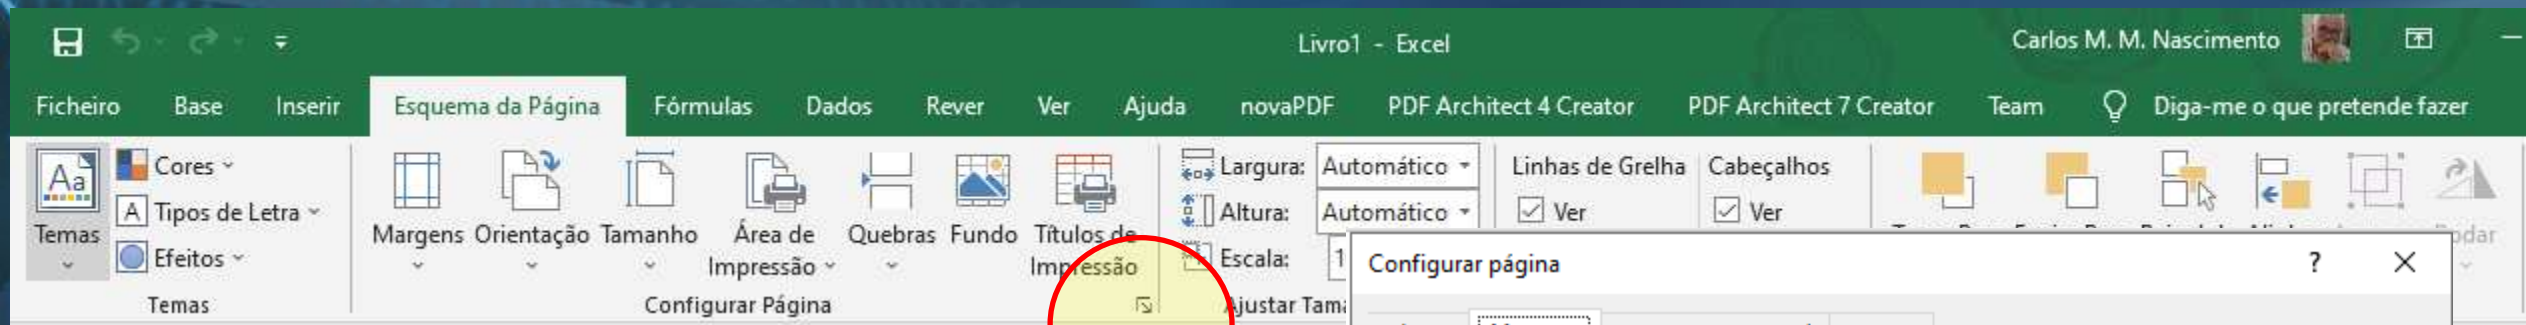 Livro1 - Excel
Carlos M. M. Nascimento
Ficheiro Base Inserir Esquema da Página Fórmulas Dados Rever Ver Ajuda novaPDF PDF Architect 4 Creator PDF Architect 7 Creator Team Diga-me o que pretende fazer
Aa Cores Largura: Automático Linhas de Grelha Cabeçalhos
A Tipos de Letra Altura: Automático Ver Ver
Temas Margens Orientação Tamanho Área de Quebras Fundo Títulos de
Efeitos Impressão Impressão Escala: 1 Configurar página ? ×
Temas Configurar Página Ajustar